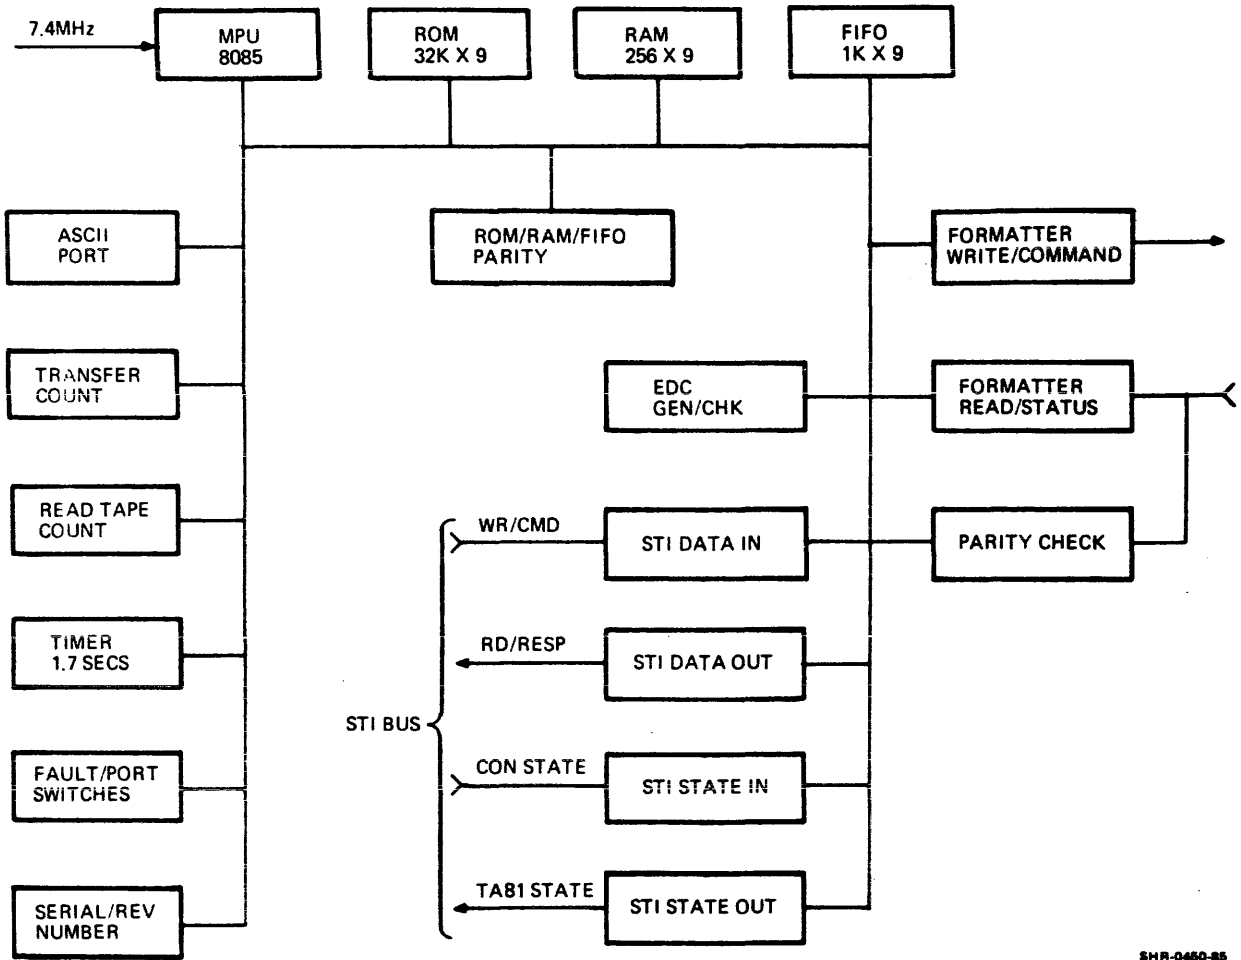 7.4MHz
MPU
8085
ROM
32K X 9
RAM
256 X 9
FIFO
1K X 9
ASCII
PORT
ROM/RAM/FIFO
PARITY
FORMATTER
WRITE/COMMAND
TRANSFER
COUNT
EDC
GEN/CHK
FORMATTER
READ/STATUS
READ TAPE
COUNT
WR/CMD
STI DATA IN
PARITY CHECK
TIMER
1.7 SECS
RD/RESP
STI DATA OUT
STI BUS
FAULT/PORT
SWITCHES
CON STATE
STI STATE IN
SERIAL/REV
NUMBER
TA81 STATE
STI STATE OUT
SHR-0450-85